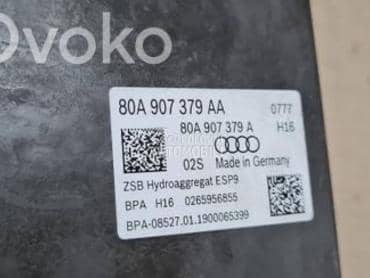 Ovoko
80A 907 379 AA 0777
80A 907 379 A H16
02S Made in Germany
ZSB Hydroaggregat ESP9
BPA H16 0265956855
BPA-08527.01.1900065399